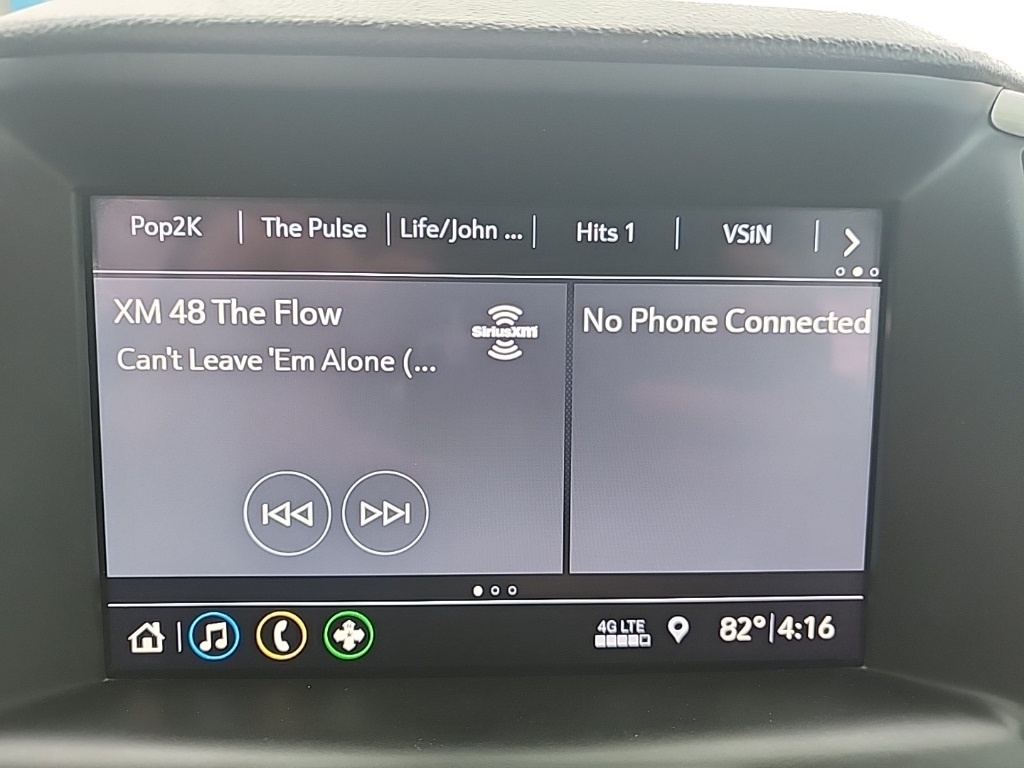 Pop2K | The Pulse | Life/John ... | Hits 1 | VSiN |
XM 48 The Flow
SiriusXM
Can't Leave 'Em Alone (...
No Phone Connected
4G LTE
82°|4:16